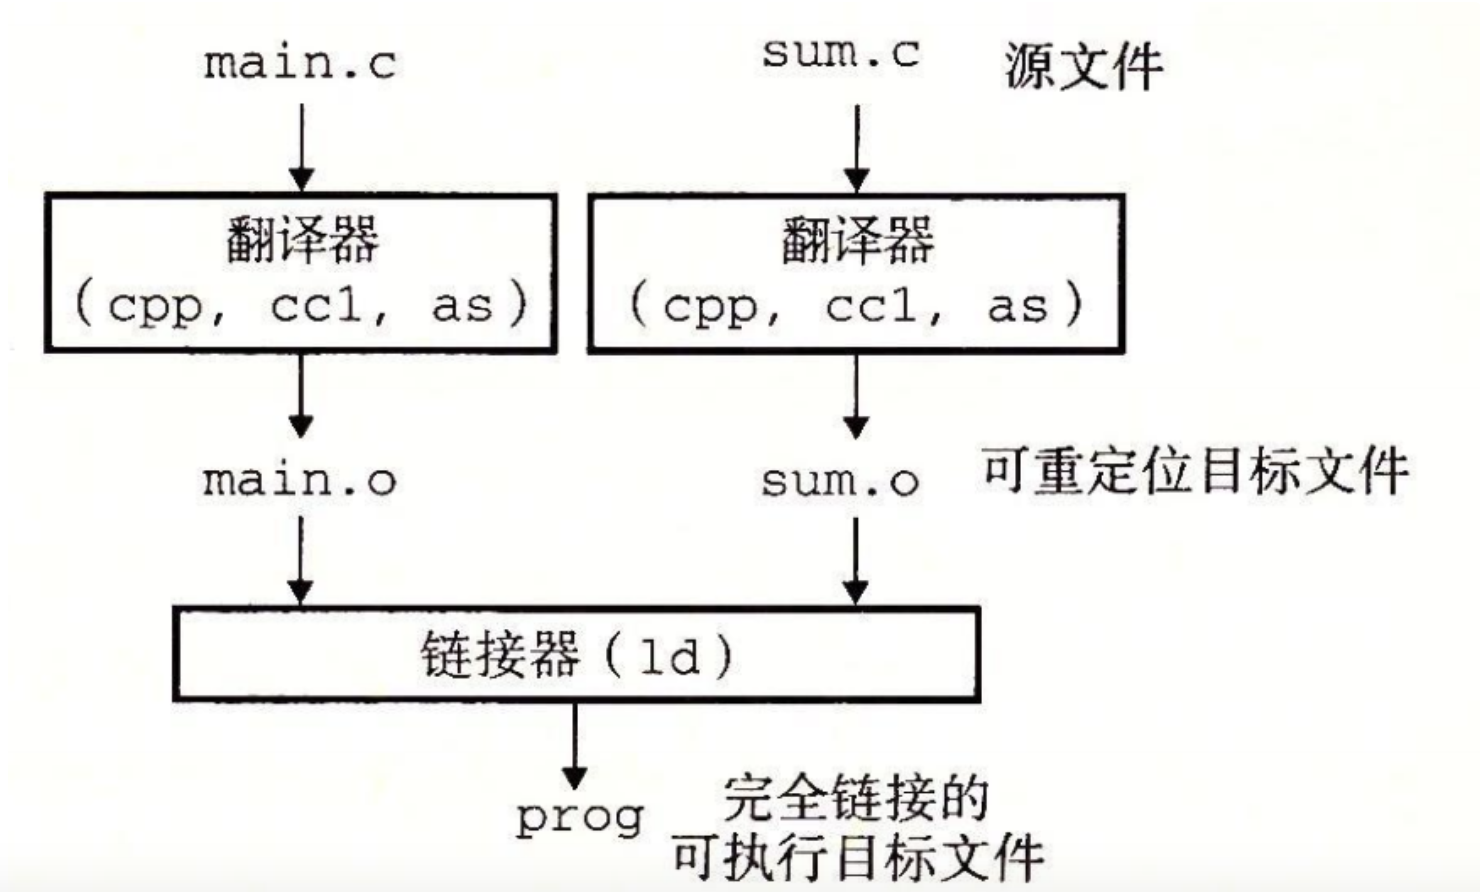 main.c
sum.c
源文件
翻译器
(cpp, cc1, as)
翻译器
(cpp, cc1, as)
main.o
sum.o
可重定位目标文件
链接器(ld)
prog
完全链接的
可执行目标文件